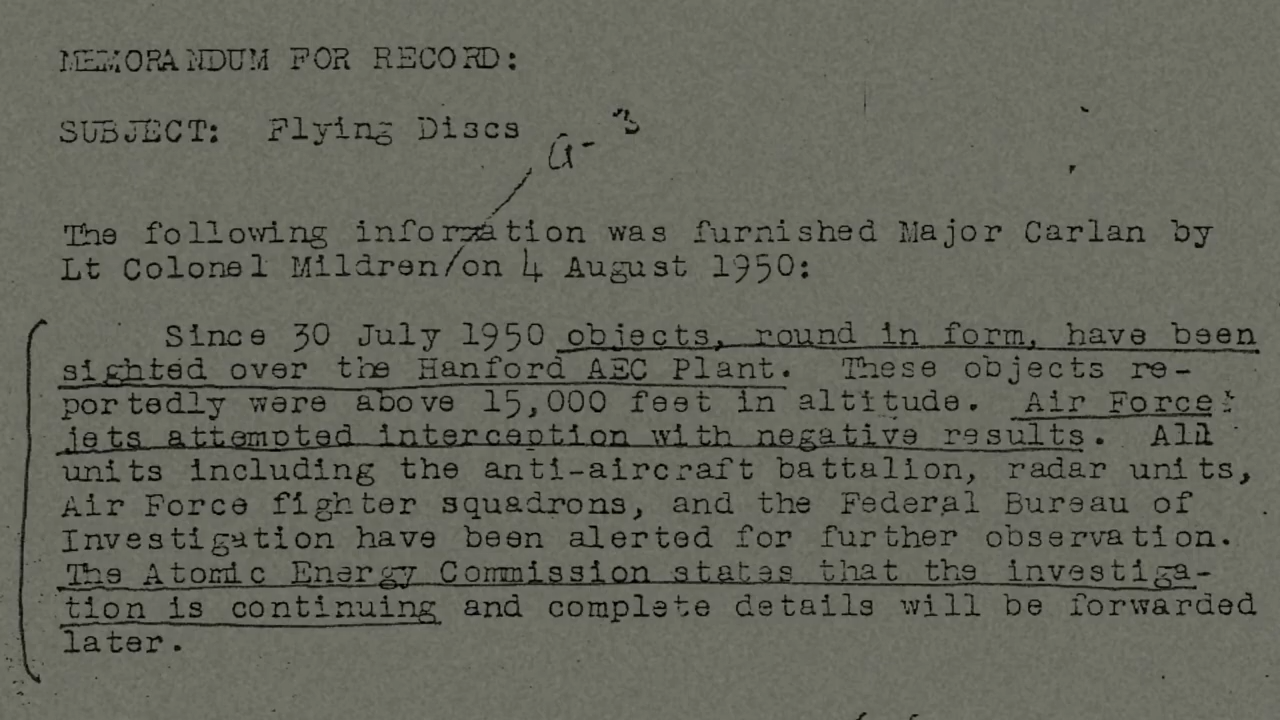 MEMORANDUM FOR RECORD:
SUBJECT: Flying Discs
G-3
The following information was furnished Major Carlan by
Lt Colonel Mildren/on 4 August 1950:
Since 30 July 1950 objects, round in form, have been
sighted over the Hanford AEC Plant. These objects re-
portedly were above 15,000 feet in altitude. Air Force
jets attempted interception with negative results. All
units including the anti-aircraft battalion, radar units,
Air Force fighter squadrons, and the Federal Bureau of
Investigation have been alerted for further observation.
The Atomic Energy Commission states that the investiga-
tion is continuing and complete details will be forwarded
later.